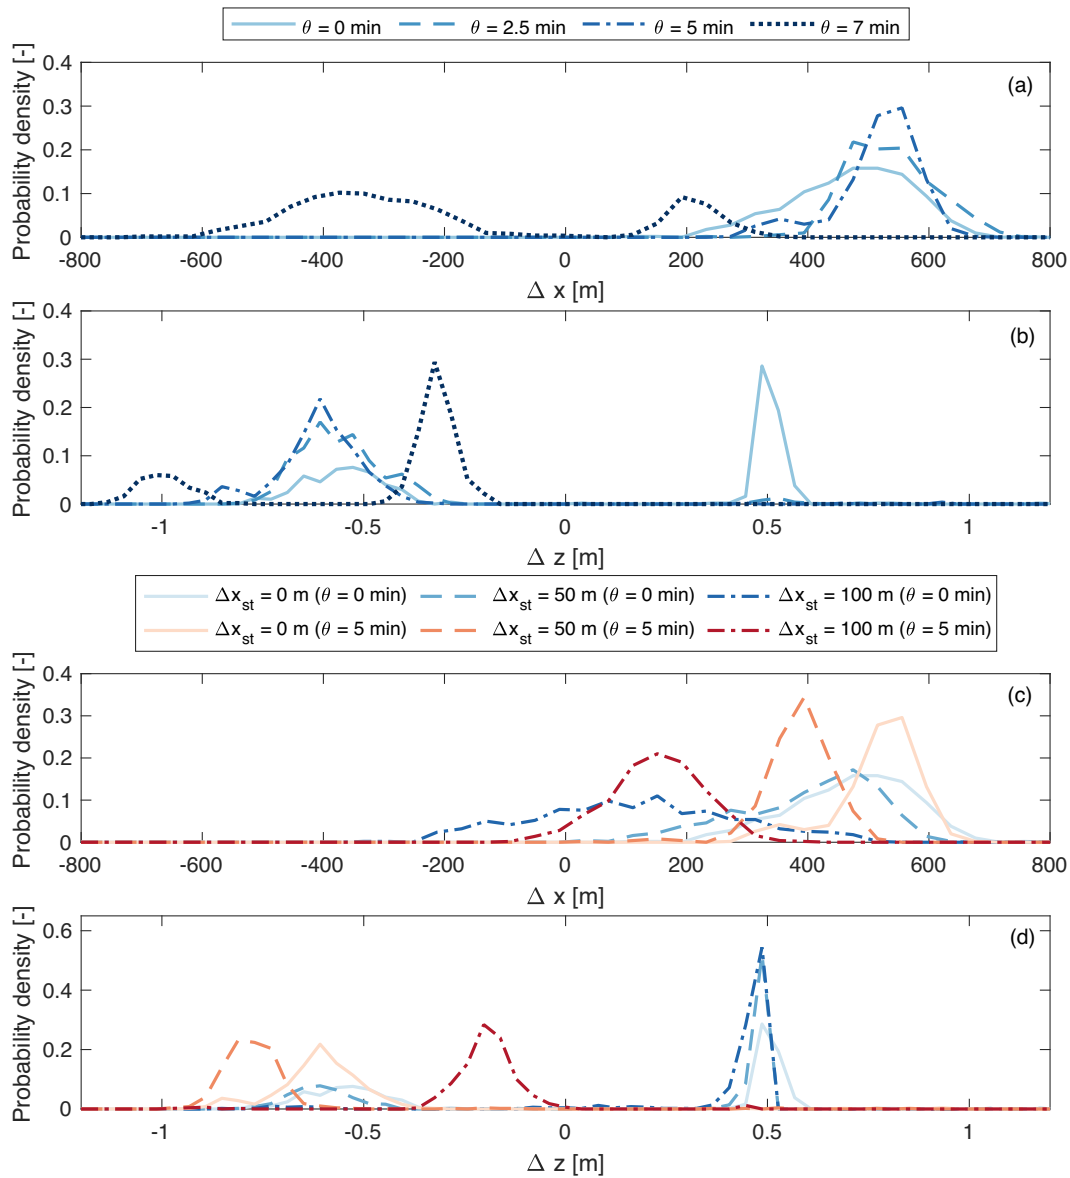 θ = 0 min θ = 2.5 min θ = 5 min θ = 7 min
(a)
Probability density [-]
0.4
0.3
0.2
0.1
0
-800 -600 -400 -200 0 200 400 600 800
Δ x [m]
(b)
Probability density [-]
0.4
0.3
0.2
0.1
0
-1 -0.5 0 0.5 1
Δ z [m]
Δx_st = 0 m (θ = 0 min) Δx_st = 50 m (θ = 0 min) Δx_st = 100 m (θ = 0 min)
Δx_st = 0 m (θ = 5 min) Δx_st = 50 m (θ = 5 min) Δx_st = 100 m (θ = 5 min)
(c)
Probability density [-]
0.4
0.3
0.2
0.1
0
-800 -600 -400 -200 0 200 400 600 800
Δ x [m]
(d)
Probability density [-]
0.6
0.4
0.2
0
-1 -0.5 0 0.5 1
Δ z [m]